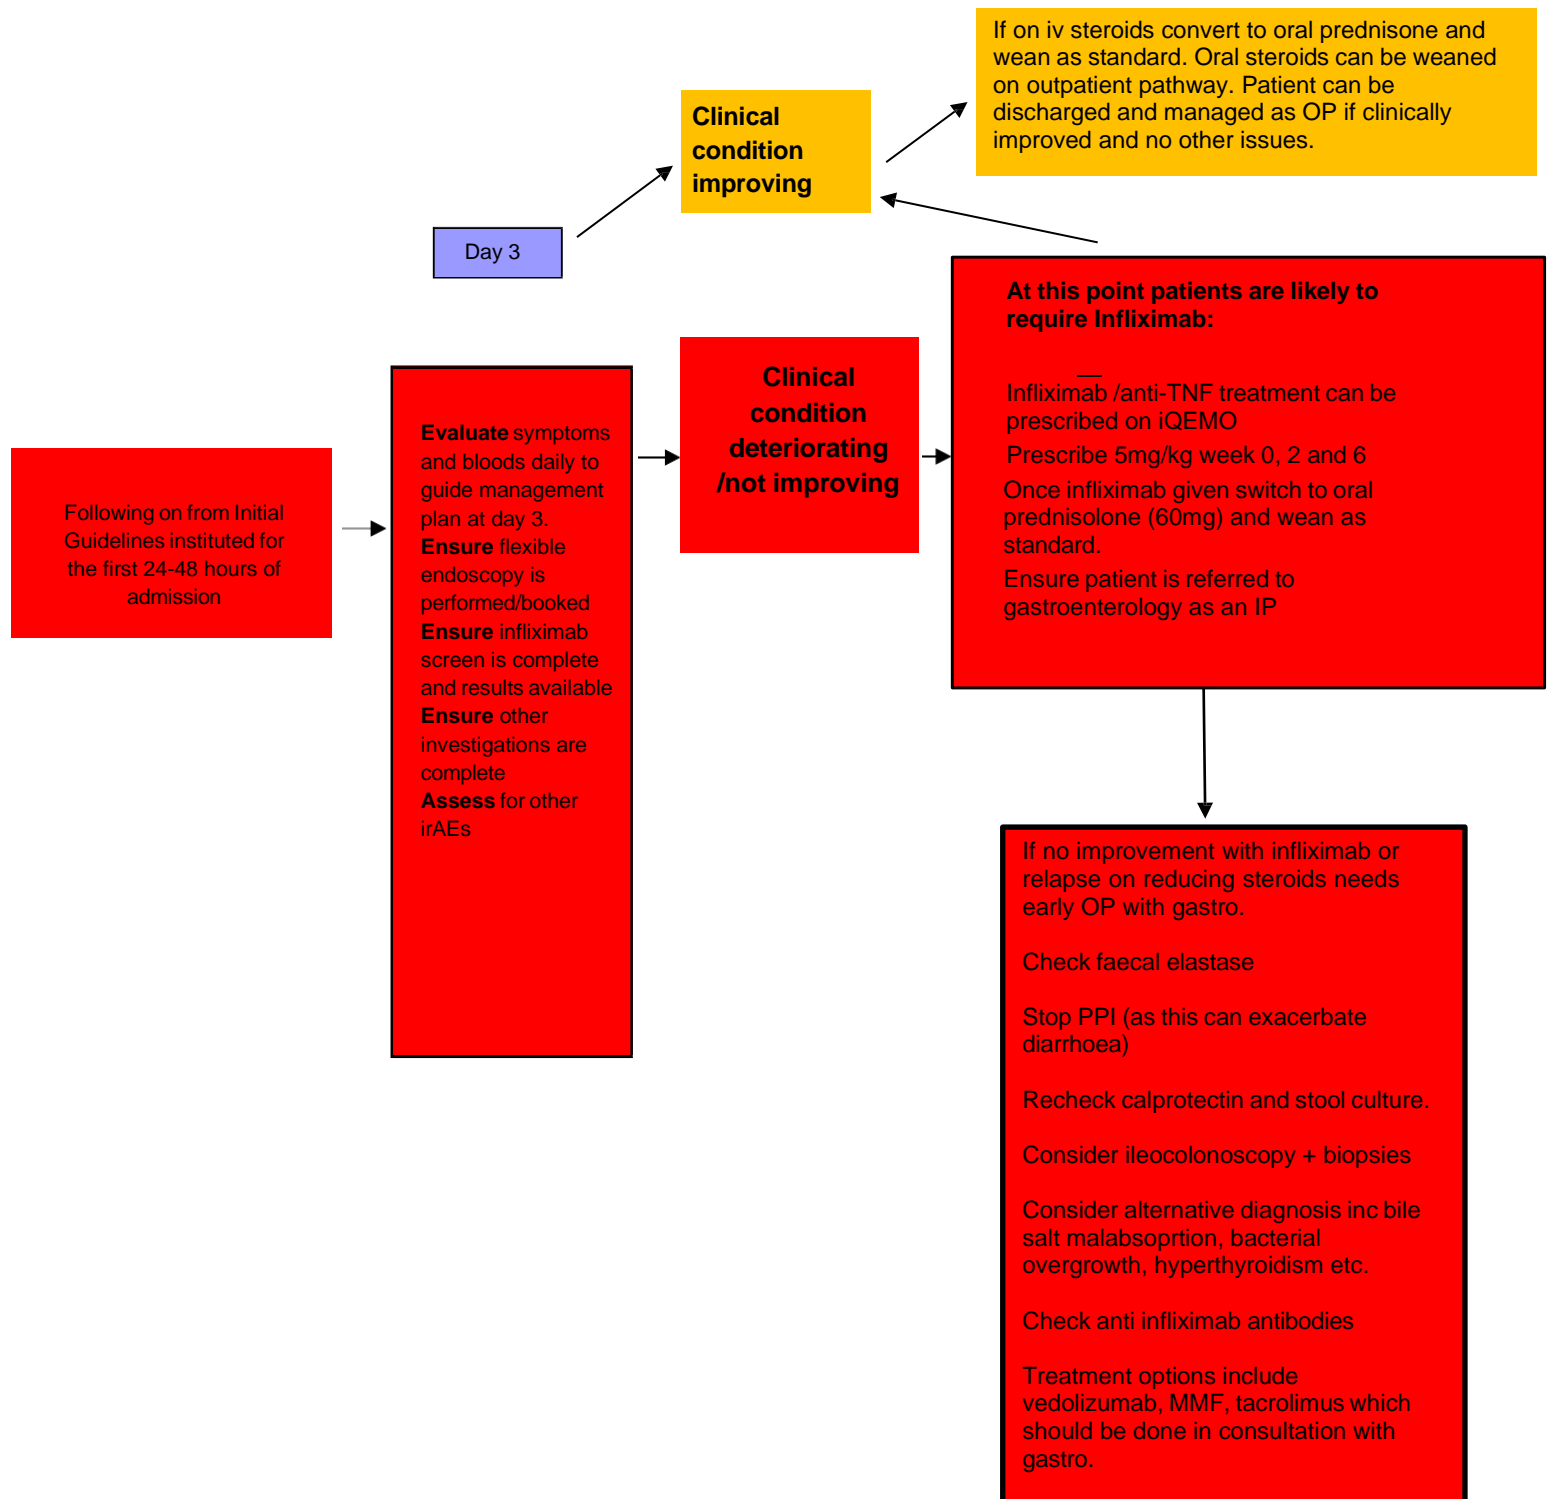 If on iv steroids convert to oral prednisone and
wean as standard. Oral steroids can be weaned
on outpatient pathway. Patient can be
discharged and managed as OP if clinically
improved and no other issues.
Clinical
condition
improving
Day 3
At this point patients are likely to
require Infliximab:
Infliximab /anti-TNF treatment can be
prescribed on iQEMO
Prescribe 5mg/kg week 0, 2 and 6
Once infliximab given switch to oral
prednisolone (60mg) and wean as
standard.
Ensure patient is referred to
gastroenterology as an IP
Clinical
condition
deteriorating
/not improving
Evaluate symptoms
and bloods daily to
guide management
plan at day 3.
Ensure flexible
endoscopy is
performed/booked
Ensure infliximab
screen is complete
and results available
Ensure other
investigations are
complete
Assess for other
irAEs
Following on from Initial
Guidelines instituted for
the first 24-48 hours of
admission
If no improvement with infliximab or
relapse on reducing steroids needs
early OP with gastro.
Check faecal elastase
Stop PPI (as this can exacerbate
diarrhoea)
Recheck calprotectin and stool culture.
Consider ileocolonoscopy + biopsies
Consider alternative diagnosis inc bile
salt malabsoprtion, bacterial
overgrowth, hyperthyroidism etc.
Check anti infliximab antibodies
Treatment options include
vedolizumab, MMF, tacrolimus which
should be done in consultation with
gastro.